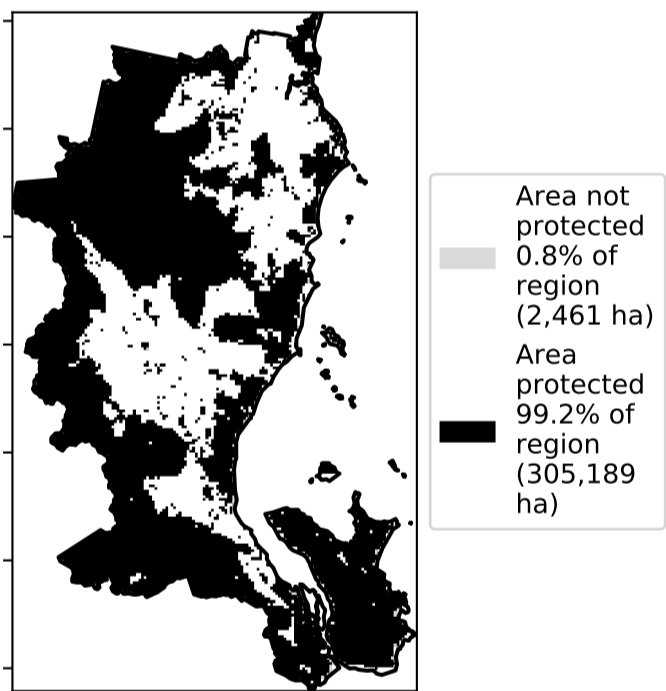 Area not
protected
0.8% of
region
(2,461 ha)
Area
protected
99.2% of
region
(305,189
ha)